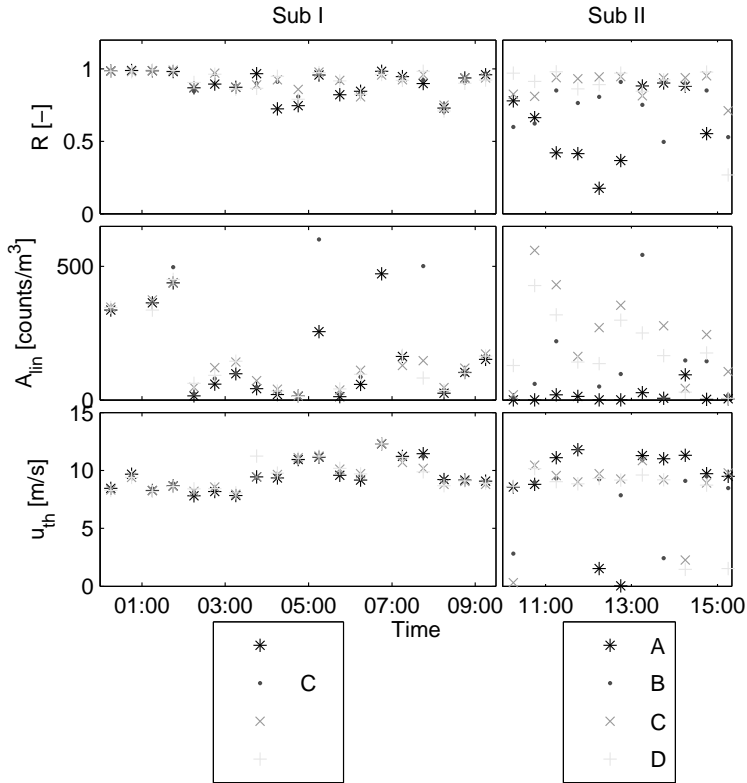 Sub I
Sub II
R [−]
1
0.5
0
A_lin [counts/m^3]
500
0
u_th [m/s]
15
10
5
0
01:00 03:00 05:00 07:00 09:00
11:00 13:00 15:00
Time
C
A
B
C
D